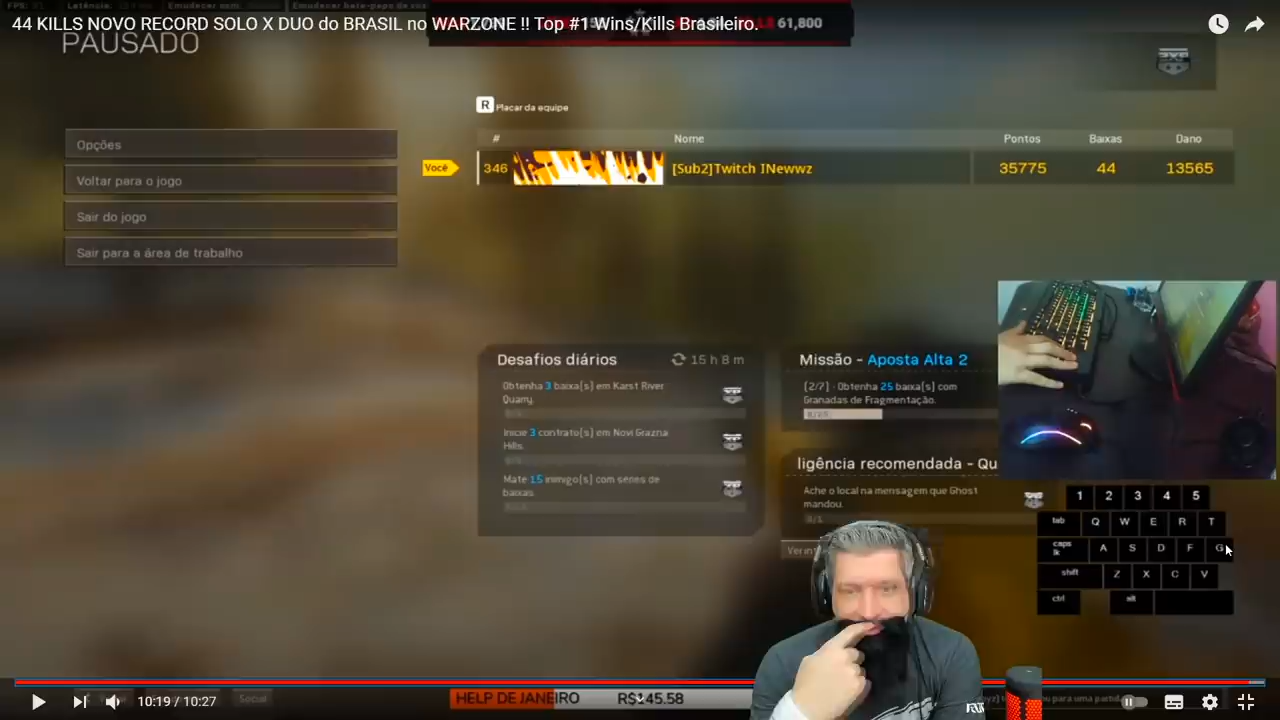 44 KILLS NOVO RECORD SOLO X DUO do BRASIL no WARZONE !! Top #1 Wins/Kills Brasileiro.
61,800
PAUSADO
R Placar da equipe
# Nome Pontos Baixas Dano
Você 346 [Sub2]Twitch INewwz 35775 44 13565
Opções
Voltar para o jogo
Sair do jogo
Sair para a área de trabalho
Desafios diários 15 h 8 m
Obtenha 3 baixa(s) em Karst River
Quarry.
Inicie 3 contrato(s) em Novi Grazna
Hills.
Mate 15 inimigo(s) com séries de
baixas.
Missão - Aposta Alta 2
(2/7) · Obtenha 25 baixa(s) com
Granadas de Fragmentação.
ligência recomendada - Qu
Ache o local na mensagem que Ghost
mandou.
0/1
Ver int
1 2 3 4 5
tab Q W E R T
caps lk A S D F G
shift Z X C V
ctrl alt
Social
HELP DE JANEIRO
10:19 / 10:27